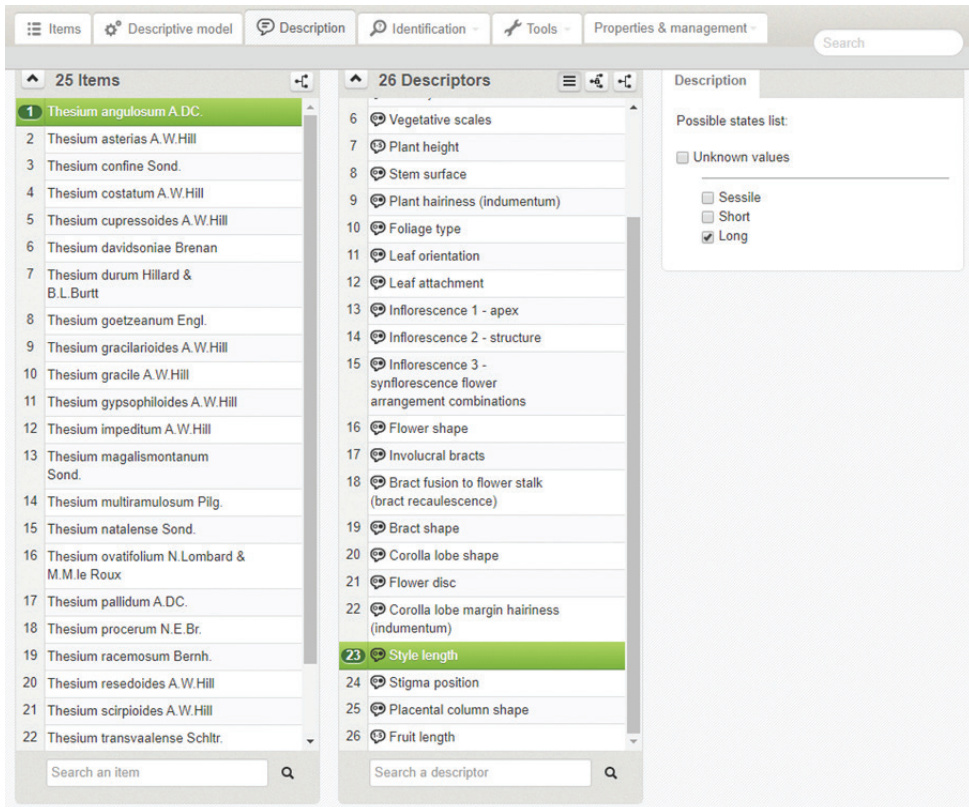 Items
Descriptive model
Description
Identification
Tools
Properties & management
Search
25 Items
1 Thesium angulosum A.DC.
2 Thesium asterias A.W.Hill
3 Thesium confine Sond.
4 Thesium costatum A.W.Hill
5 Thesium cupressoides A.W.Hill
6 Thesium davidsoniae Brenan
7 Thesium durum Hillard &
B.L.Burtt
8 Thesium goetzeanum Engl.
9 Thesium gracilarioides A.W.Hill
10 Thesium gracile A.W.Hill
11 Thesium gypsophiloides A.W.Hill
12 Thesium impeditum A.W.Hill
13 Thesium magalismontanum
Sond.
14 Thesium multiramulosum Pilg.
15 Thesium natalense Sond.
16 Thesium ovatifolium N.Lombard &
M.M.le Roux
17 Thesium pallidum A.DC.
18 Thesium procerum N.E.Br.
19 Thesium racemosum Bernh.
20 Thesium resedoides A.W.Hill
21 Thesium scirpioides A.W.Hill
22 Thesium transvaalense Schltr.
Search an item
26 Descriptors
6 Vegetative scales
7 Plant height
8 Stem surface
9 Plant hairiness (indumentum)
10 Foliage type
11 Leaf orientation
12 Leaf attachment
13 Inflorescence 1 - apex
14 Inflorescence 2 - structure
15 Inflorescence 3 -
synflorescence flower
arrangement combinations
16 Flower shape
17 Involucral bracts
18 Bract fusion to flower stalk
(bract recaulescence)
19 Bract shape
20 Corolla lobe shape
21 Flower disc
22 Corolla lobe margin hairiness
(indumentum)
23 Style length
24 Stigma position
25 Placental column shape
26 Fruit length
Search a descriptor
Description
Possible states list:
Unknown values
Sessile
Short
Long